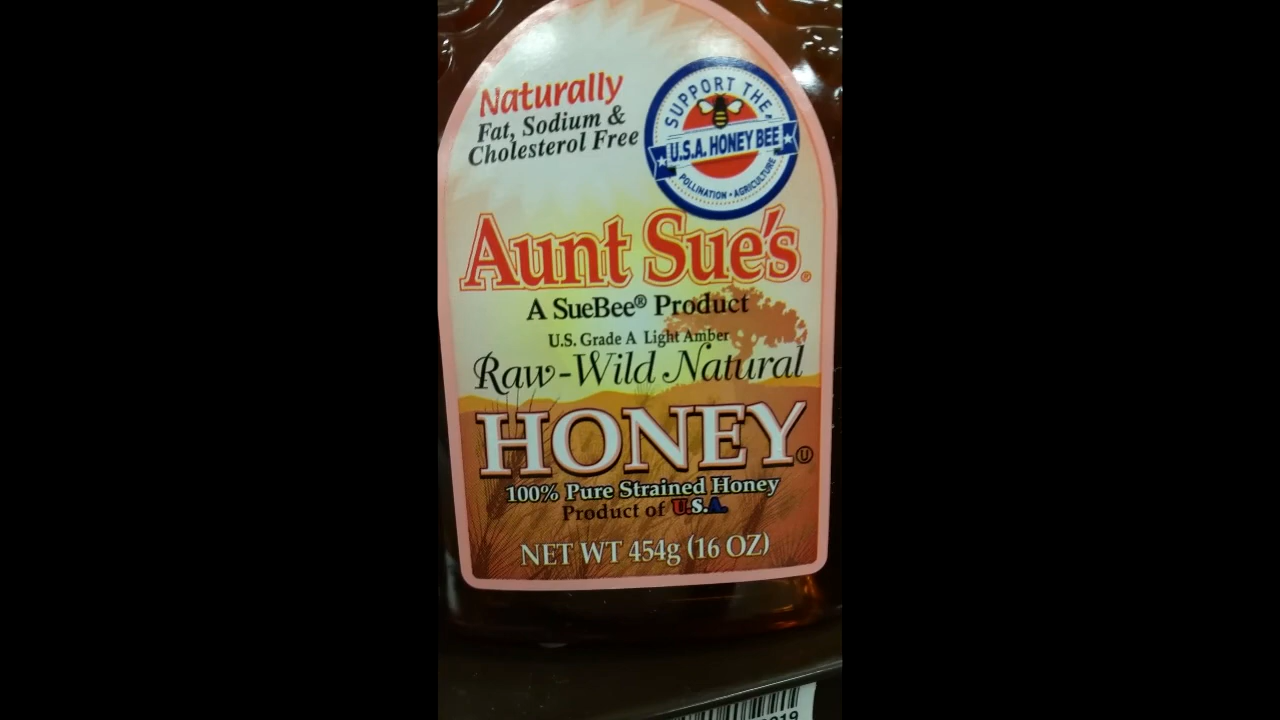 Naturally
Fat, Sodium &
Cholesterol Free
SUPPORT THE
U.S.A. HONEY BEE
POLLINATION • AGRICULTURE
Aunt Sue's®
A SueBee® Product
U.S. Grade A Light Amber
Raw-Wild Natural
HONEY Ⓤ
100% Pure Strained Honey
Product of U.S.A.
NET WT 454g (16 OZ)